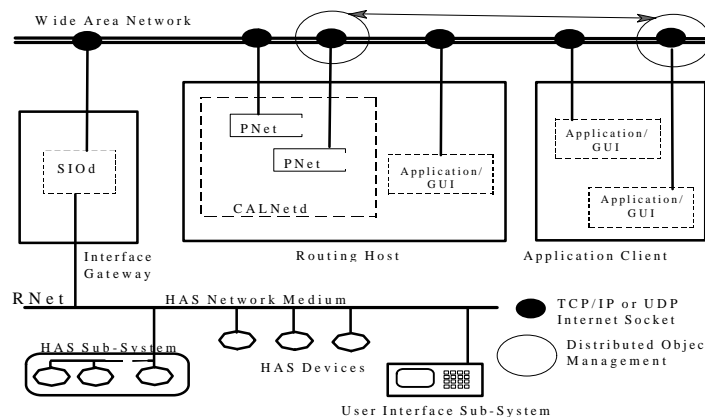 Wide Area Network
PNet
PNet
CALNetd
SIOd
Application/
GUI
Application/
GUI
Application/
GUI
Interface
Gateway
Routing Host
Application Client
RNet
HAS Network Medium
TCP/IP or UDP
Internet Socket
HAS Sub-System
HAS Devices
Distributed Objec
Management
User Interface Sub-System